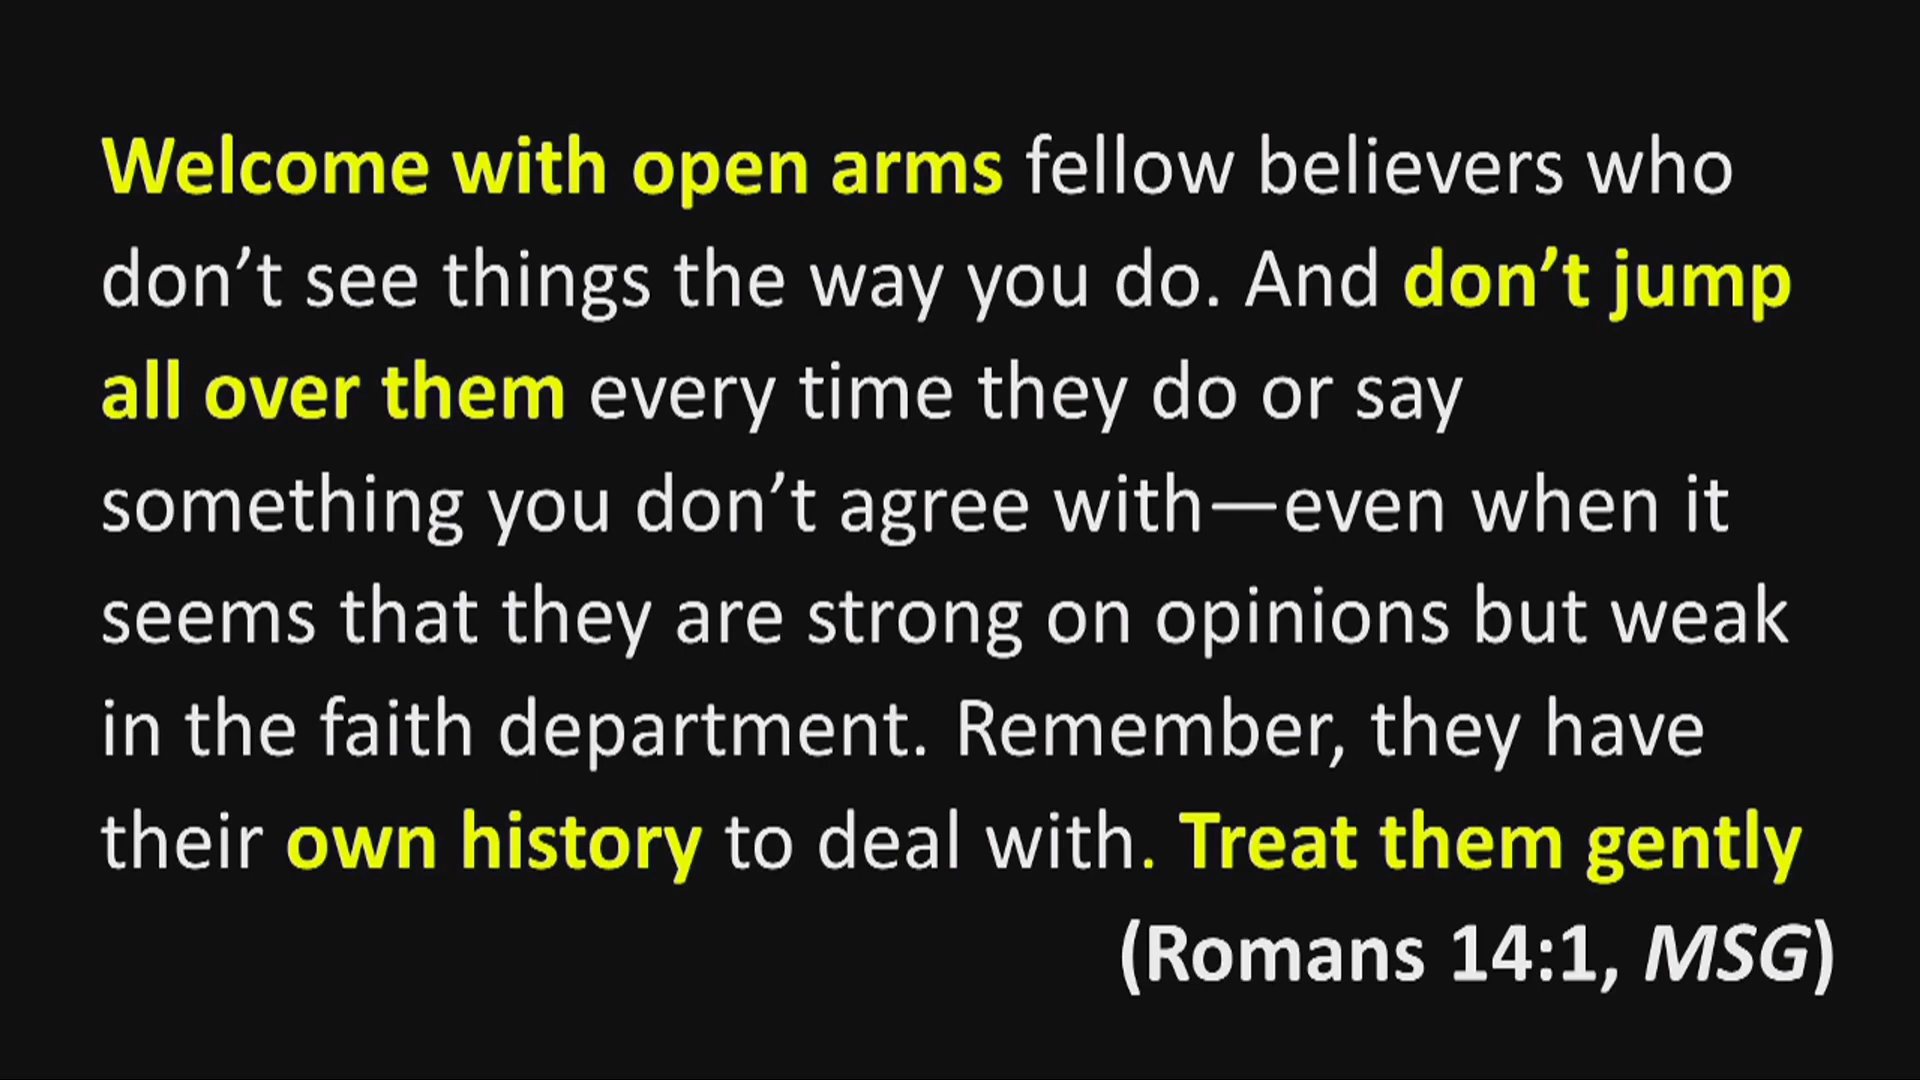 Welcome with open arms fellow believers who
don’t see things the way you do. And don’t jump
all over them every time they do or say
something you don’t agree with—even when it
seems that they are strong on opinions but weak
in the faith department. Remember, they have
their own history to deal with. Treat them gently
(Romans 14:1, MSG)